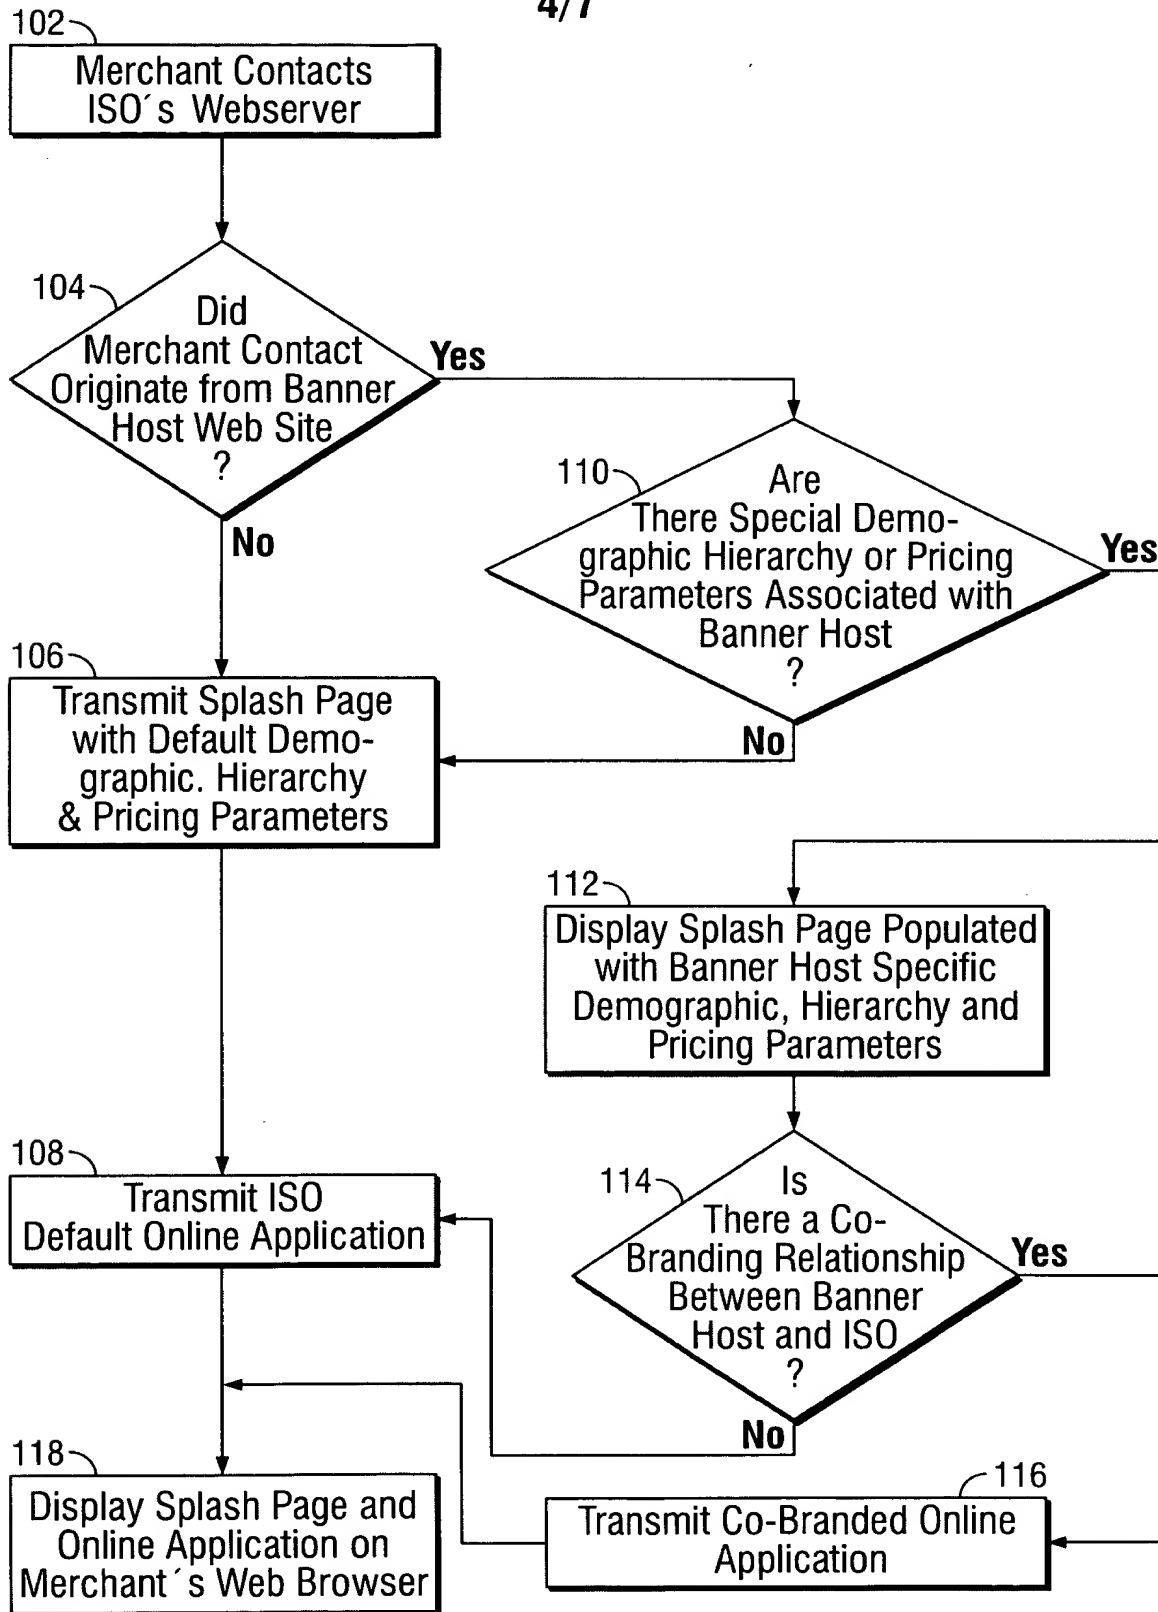 4/7
102
Merchant Contacts
ISO´s Webserver
104
Did
Merchant Contact
Originate from Banner
Host Web Site
?
Yes
No
110
Are
There Special Demo-
graphic Hierarchy or Pricing
Parameters Associated with
Banner Host
?
Yes
No
106
Transmit Splash Page
with Default Demo-
graphic. Hierarchy
& Pricing Parameters
112
Display Splash Page Populated
with Banner Host Specific
Demographic, Hierarchy and
Pricing Parameters
108
Transmit ISO
Default Online Application
114
Is
There a Co-
Branding Relationship
Between Banner
Host and ISO
?
Yes
No
118
Display Splash Page and
Online Application on
Merchant´s Web Browser
116
Transmit Co-Branded Online
Application